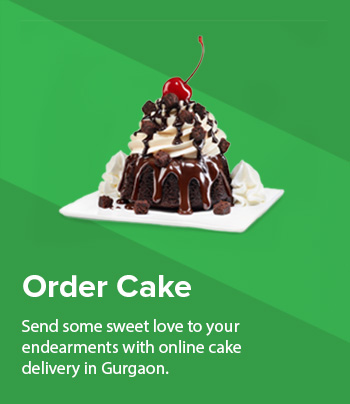 Order Cake
Send some sweet love to your
endearments with online cake
delivery in Gurgaon.